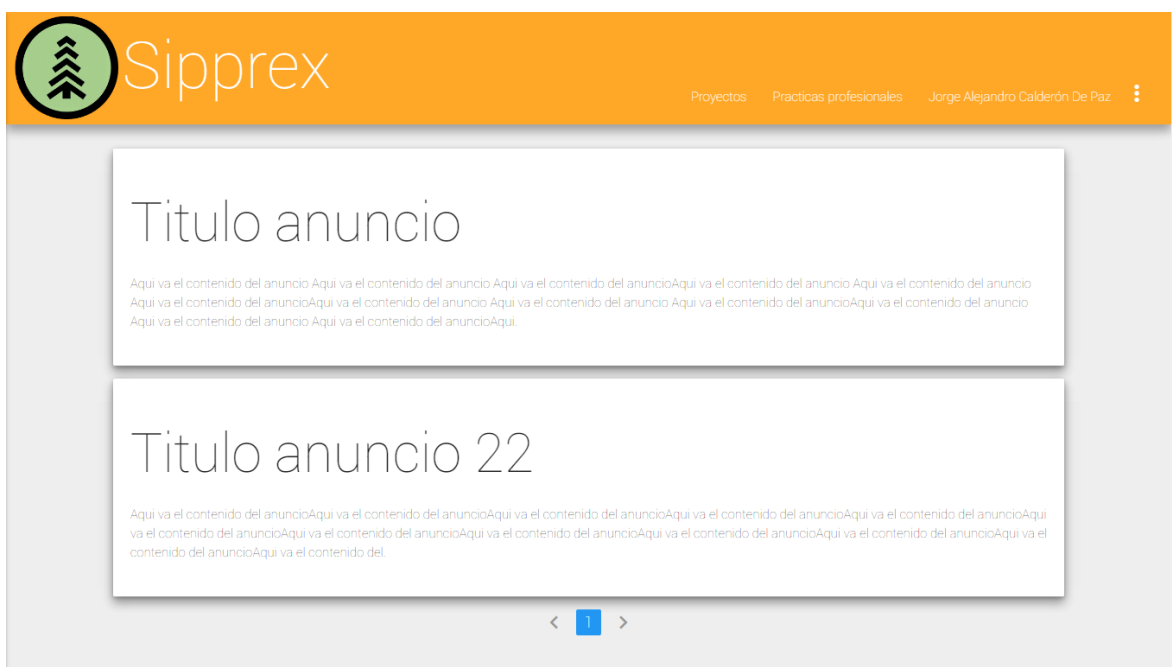 Sipprex
Proyectos Practicas profesionales Jorge Alejandro Calderón De Paz
Titulo anuncio
Aqui va el contenido del anuncio Aqui va el contenido del anuncio Aqui va el contenido del anuncioAqui va el contenido del anuncio Aqui va el contenido del anuncio
Aqui va el contenido del anuncioAqui va el contenido del anuncio Aqui va el contenido del anuncio Aqui va el contenido del anuncioAqui va el contenido del anuncio
Aqui va el contenido del anuncio Aqui va el contenido del anuncioAqui.
Titulo anuncio 22
Aqui va el contenido del anuncioAqui va el contenido del anuncioAqui va el contenido del anuncioAqui va el contenido del anuncioAqui va el contenido del anuncioAqui
va el contenido del anuncioAqui va el contenido del anuncioAqui va el contenido del anuncioAqui va el contenido del anuncioAqui va el contenido del anuncioAqui va el
contenido del anuncioAqui va el contenido del.
1